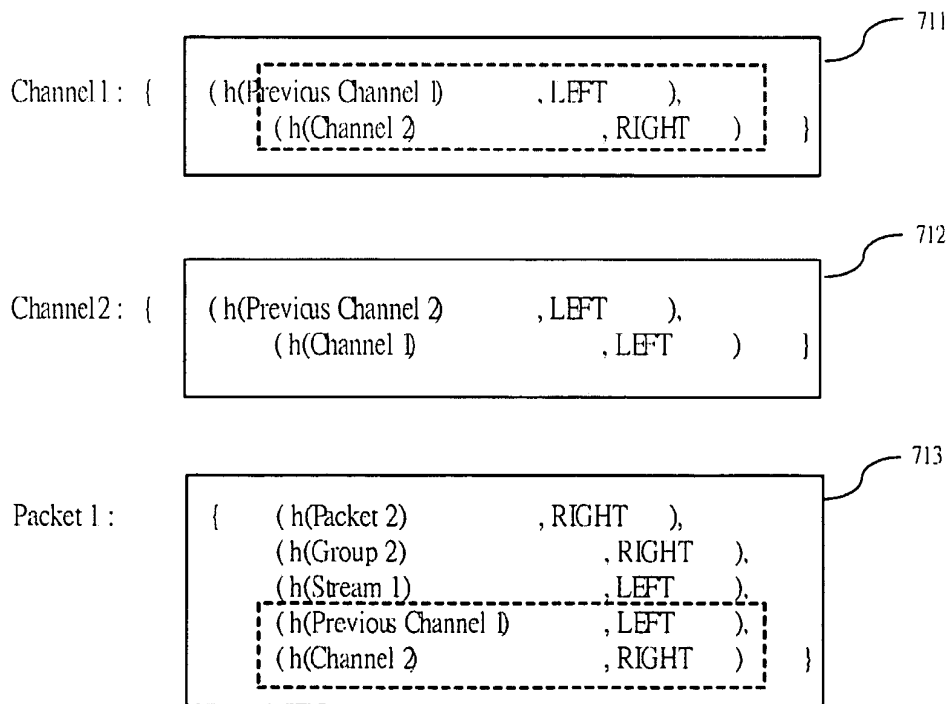 711
Channel 1 : { ( h(Previous Channel 1) , LEFT ),
( h(Channel 2) , RIGHT ) }
712
Channel 2 : { ( h(Previous Channel 2) , LEFT ),
( h(Channel 1) , LEFT ) }
713
Packet 1 : { ( h(Packet 2) , RIGHT ),
( h(Group 2) , RIGHT ),
( h(Stream 1) , LEFT ),
( h(Previous Channel 1) , LEFT ),
( h(Channel 2) , RIGHT ) }